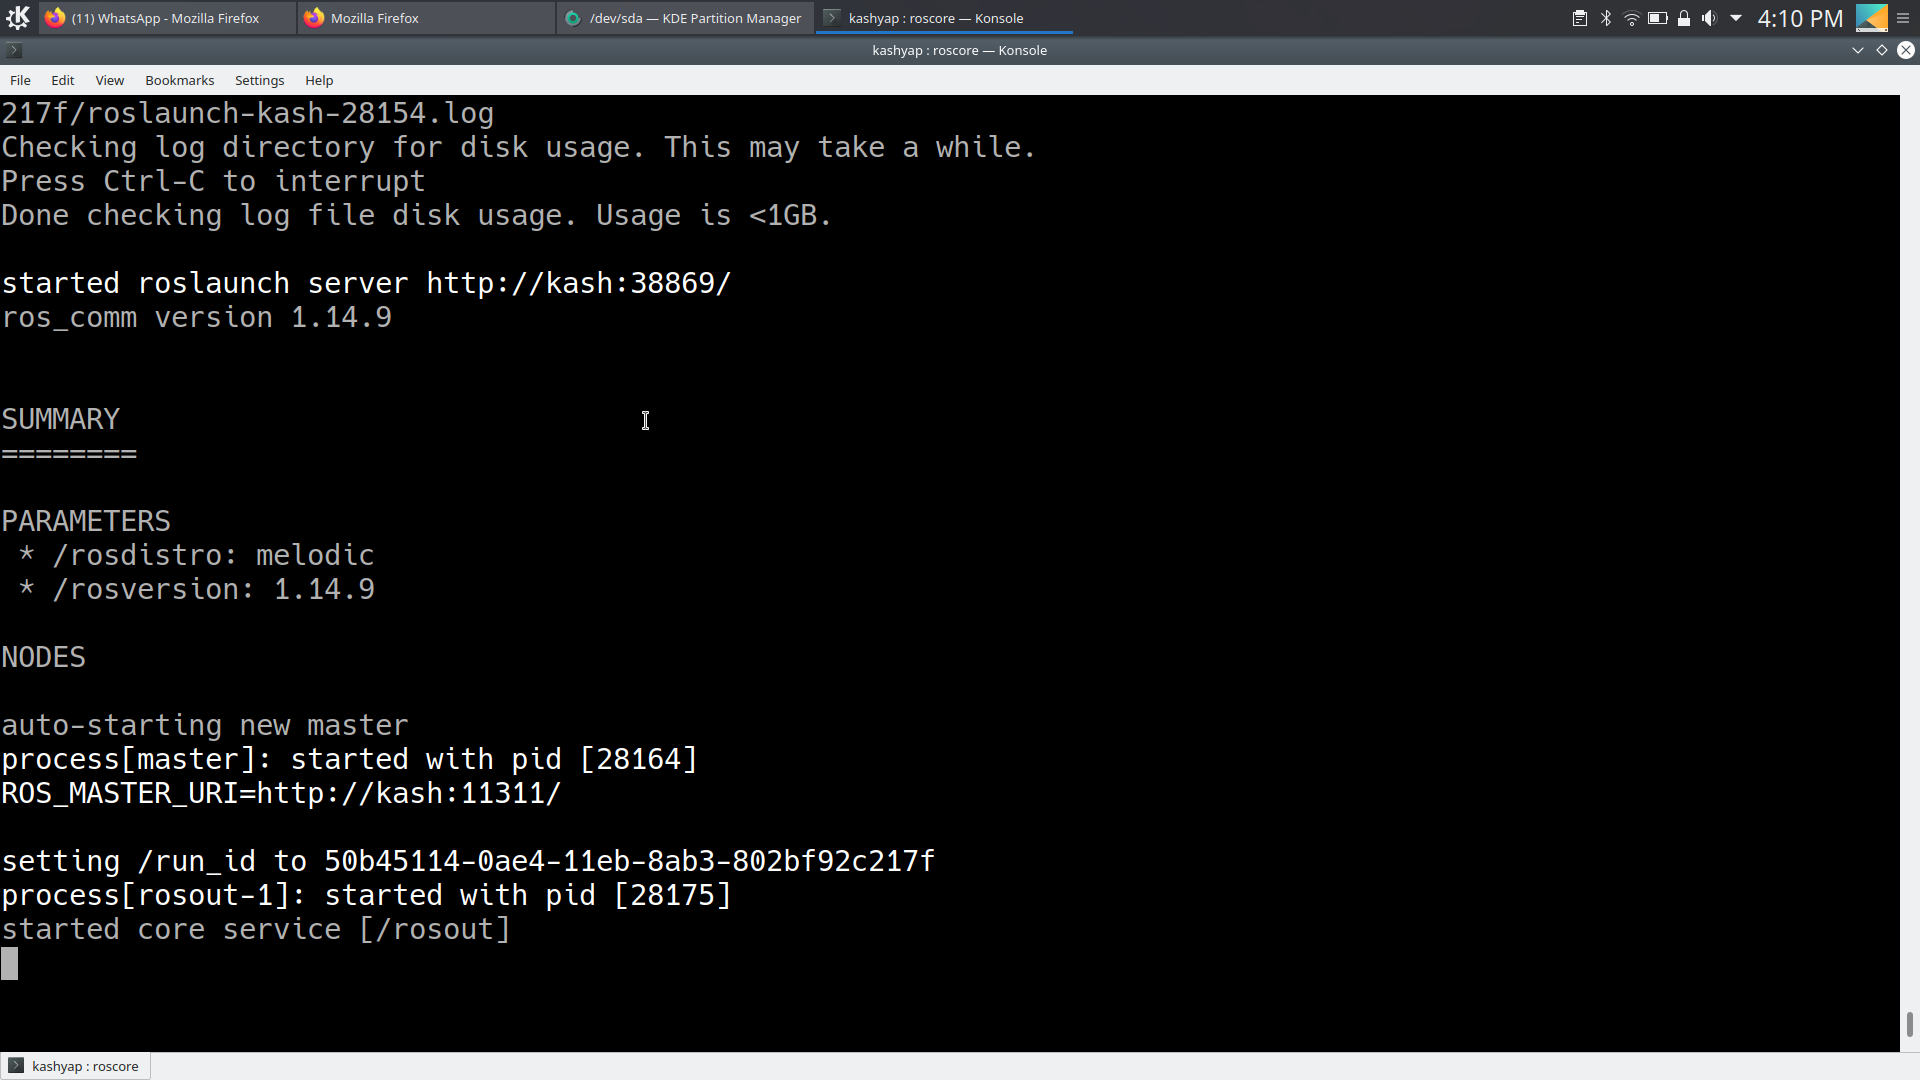 (11) WhatsApp - Mozilla Firefox
Mozilla Firefox
/dev/sda — KDE Partition Manager
kashyap : roscore — Konsole
4:10 PM
kashyap : roscore — Konsole
File Edit View Bookmarks Settings Help
217f/roslaunch-kash-28154.log
Checking log directory for disk usage. This may take a while.
Press Ctrl-C to interrupt
Done checking log file disk usage. Usage is <1GB.
started roslaunch server http://kash:38869/
ros_comm version 1.14.9
SUMMARY
========
PARAMETERS
* /rosdistro: melodic
* /rosversion: 1.14.9
NODES
auto-starting new master
process[master]: started with pid [28164]
ROS_MASTER_URI=http://kash:11311/
setting /run_id to 50b45114-0ae4-11eb-8ab3-802bf92c217f
process[rosout-1]: started with pid [28175]
started core service [/rosout]
kashyap : roscore